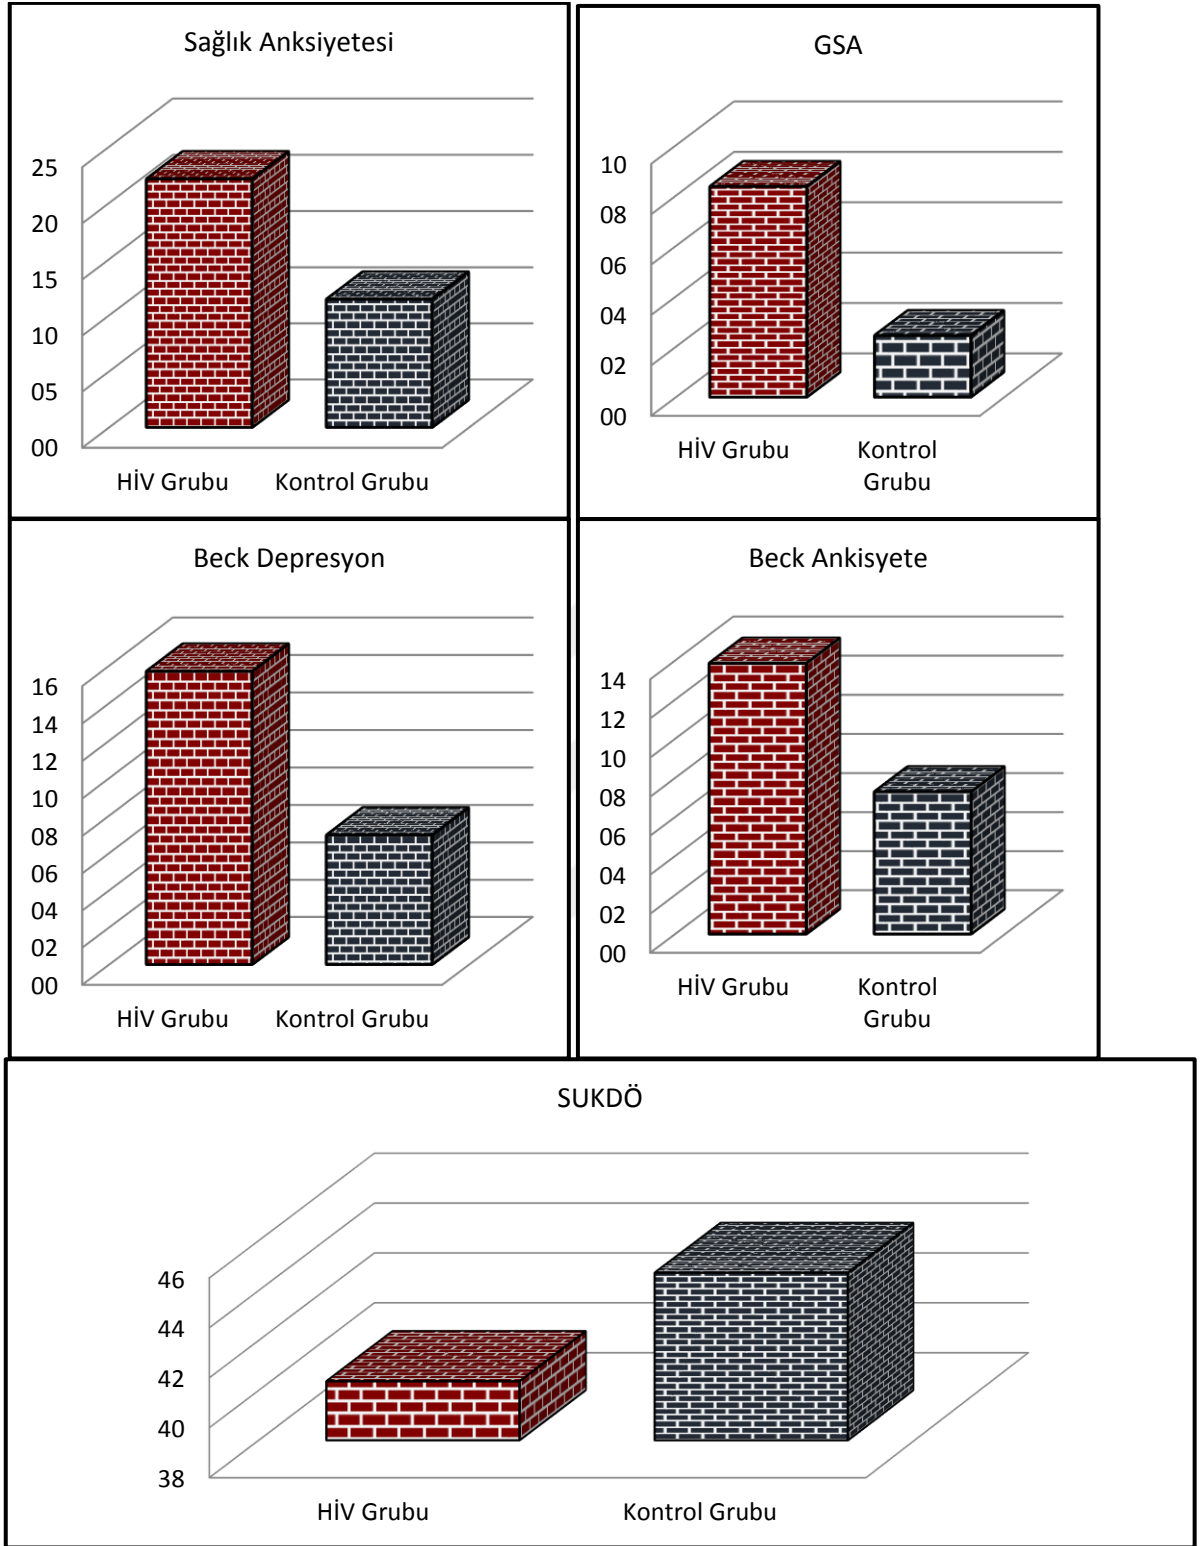 Sağlık Anksiyetesi
25
20
15
10
05
00
HİV Grubu Kontrol Grubu
GSA
10
08
06
04
02
00
HİV Grubu Kontrol
Grubu
Beck Depresyon
16
14
12
10
08
06
04
02
00
HİV Grubu Kontrol Grubu
Beck Ankisyete
14
12
10
08
06
04
02
00
HİV Grubu Kontrol
Grubu
SUKDÖ
46
44
42
40
38
HİV Grubu Kontrol Grubu